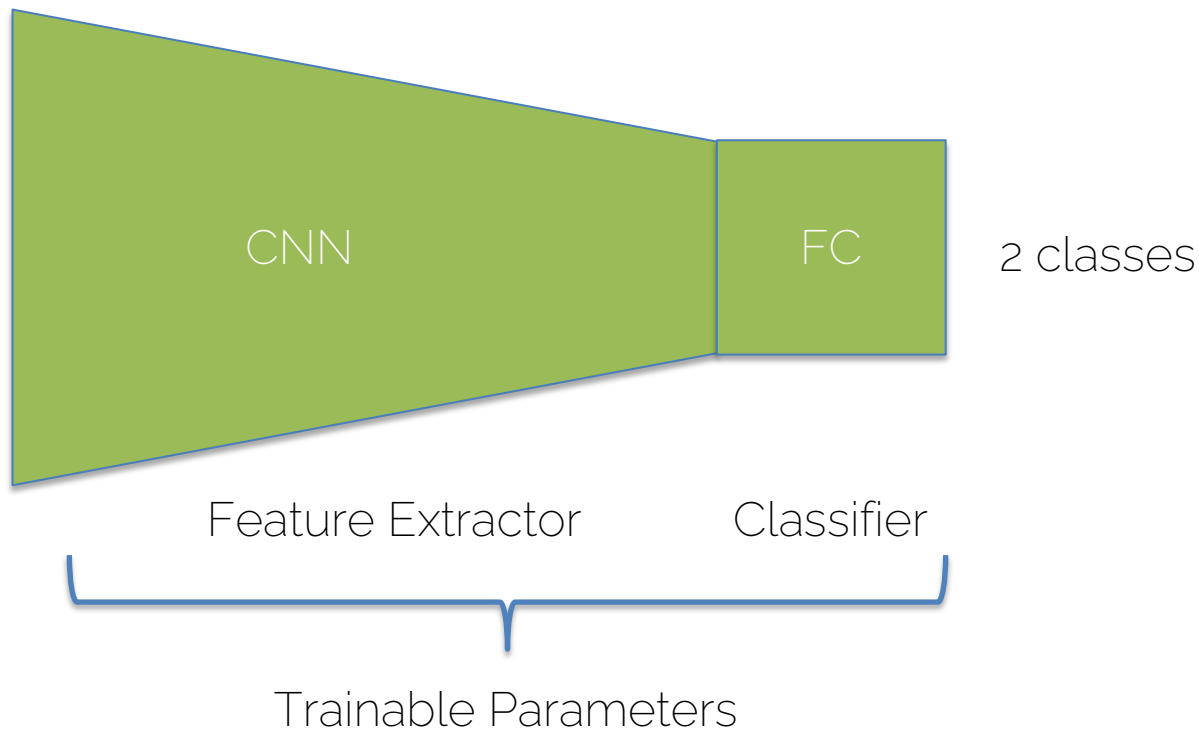 CNN
FC
2 classes
Feature Extractor
Classifier
Trainable Parameters